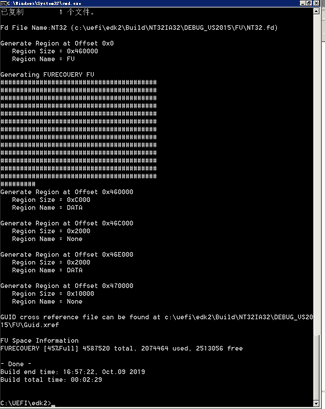 C:\Windows\System32\cmd.exe
已复制         1 个文件。
Fd File Name:NT32 (c:\uefi\edk2\Build\NT32IA32\DEBUG_VS2015\FV\NT32.fd)
Generate Region at Offset 0x0
Region Size = 0x460000
Region Name = FV
Generating FVRECOVERY FV
#############################################
#############################################
#############################################
#############################################
#############################################
#############################################
#############################################
#############################################
#############################################
#############################################
#############################################
##########
Generate Region at Offset 0x460000
Region Size = 0xC000
Region Name = DATA
Generate Region at Offset 0x46C000
Region Size = 0x2000
Region Name = None
Generate Region at Offset 0x46E000
Region Size = 0x2000
Region Name = DATA
Generate Region at Offset 0x470000
Region Size = 0x10000
Region Name = None
GUID cross reference file can be found at c:\uefi\edk2\Build\NT32IA32\DEBUG_VS20
15\FV\Guid.xref
FV Space Information
FVRECOVERY [45%Full] 4587520 total, 2074464 used, 2513056 free
- Done -
Build end time: 16:57:22, Oct.09 2019
Build total time: 00:02:29
C:\UEFI\edk2>